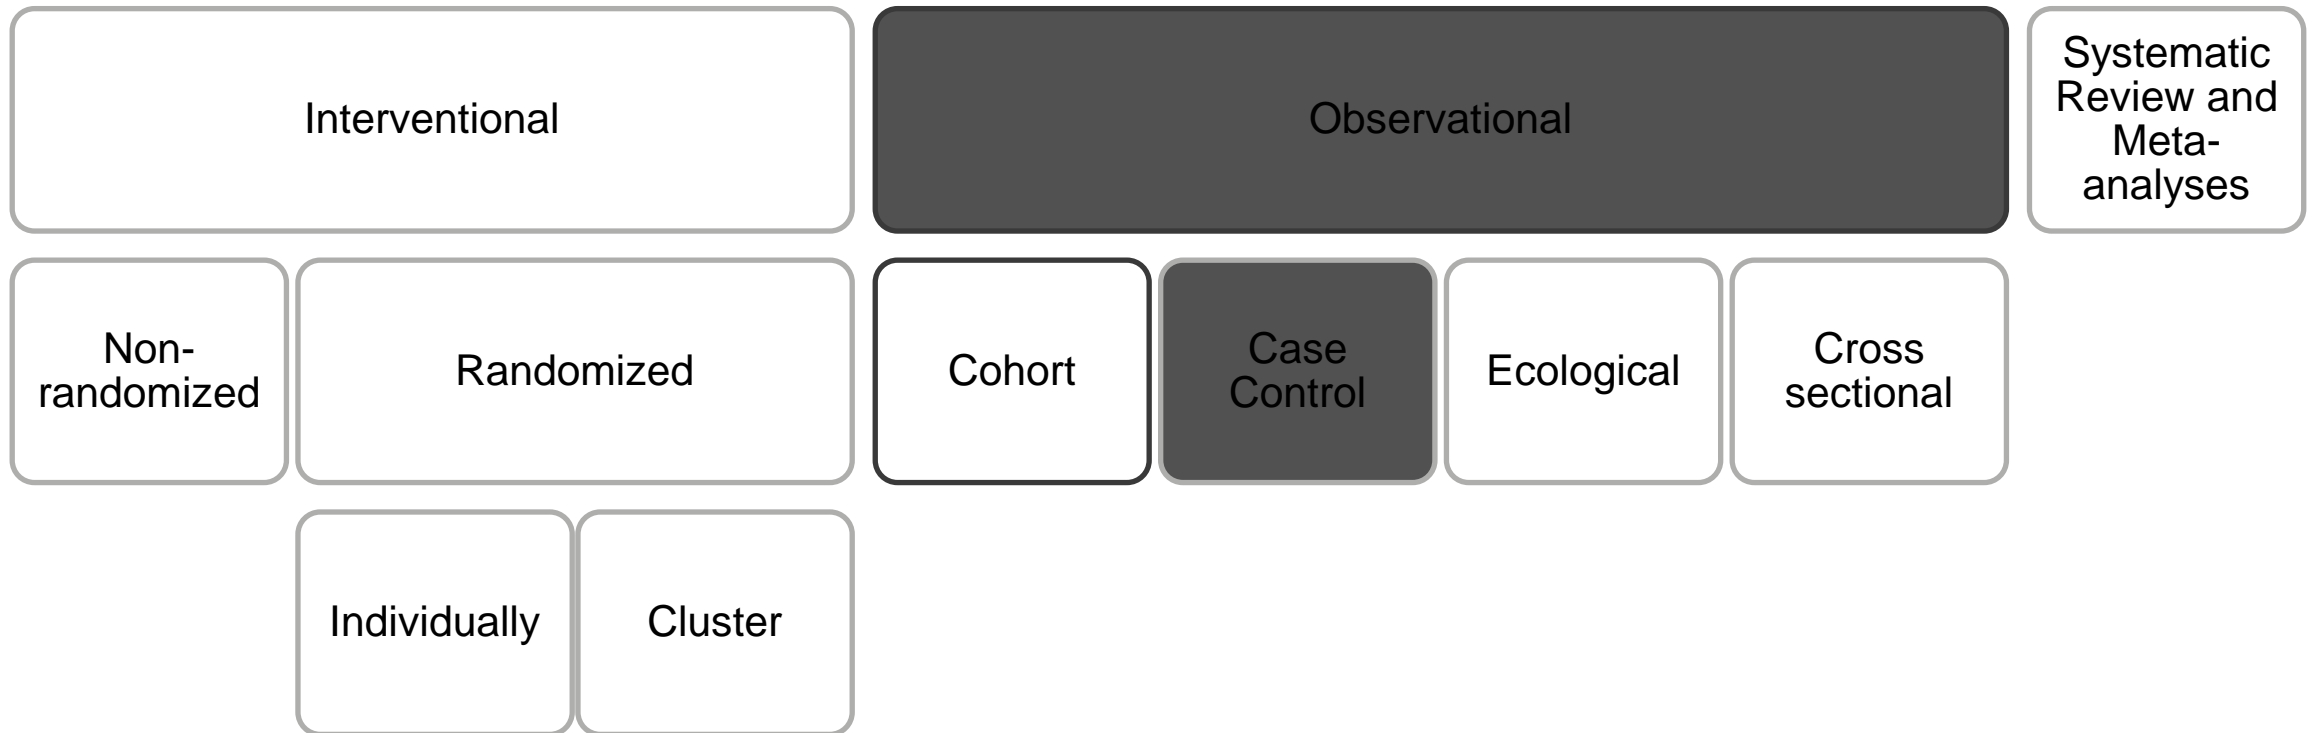 Interventional
Observational
Systematic
Review and
Meta-
analyses
Non-
randomized
Randomized
Cohort
Case
Control
Ecological
Cross
sectional
Individually
Cluster